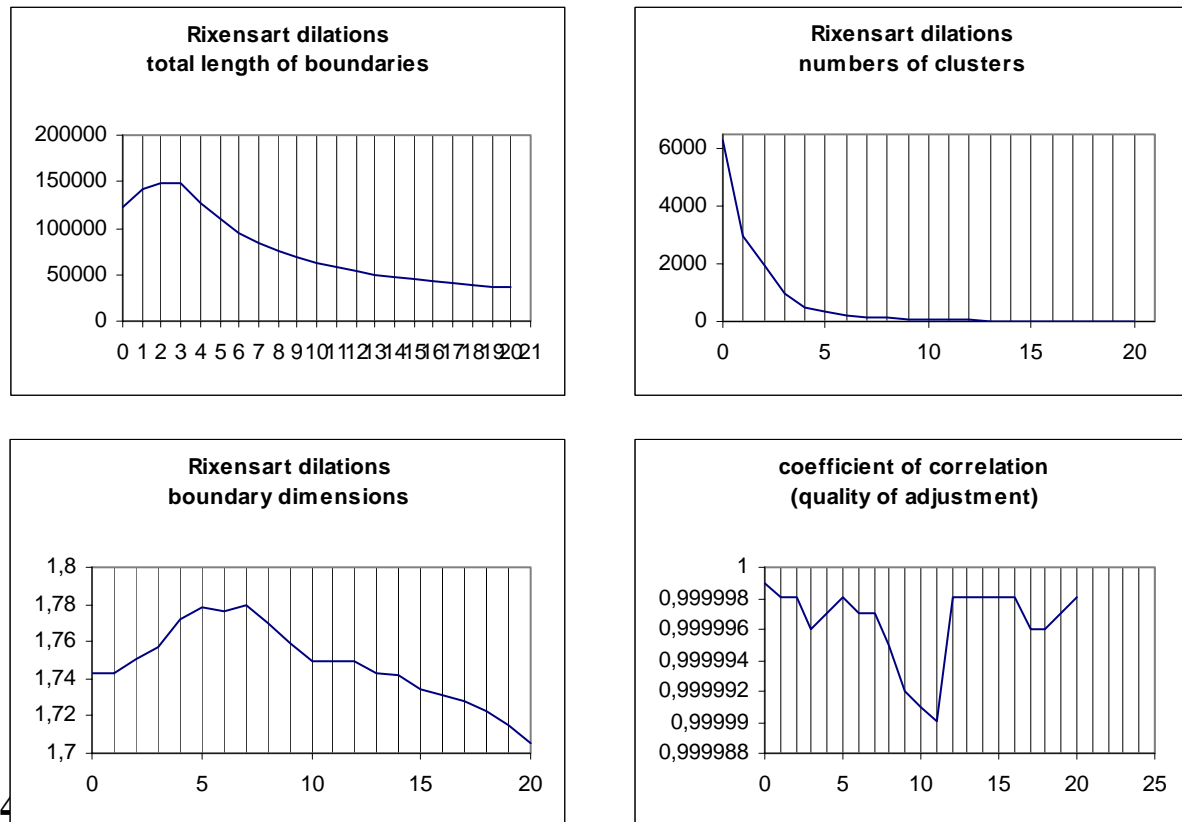 Rixensart dilations
total length of boundaries
200000
150000
100000
50000
0
0 1 2 3 4 5 6 7 8 9 10 11 12 13 14 15 16 17 18 19 20 21
Rixensart dilations
numbers of clusters
6000
4000
2000
0
0 5 10 15 20
Rixensart dilations
boundary dimensions
1,8
1,78
1,76
1,74
1,72
1,7
0 5 10 15 20
coefficient of correlation
(quality of adjustment)
1
0,999998
0,999996
0,999994
0,999992
0,99999
0,999988
0 5 10 15 20 25
4